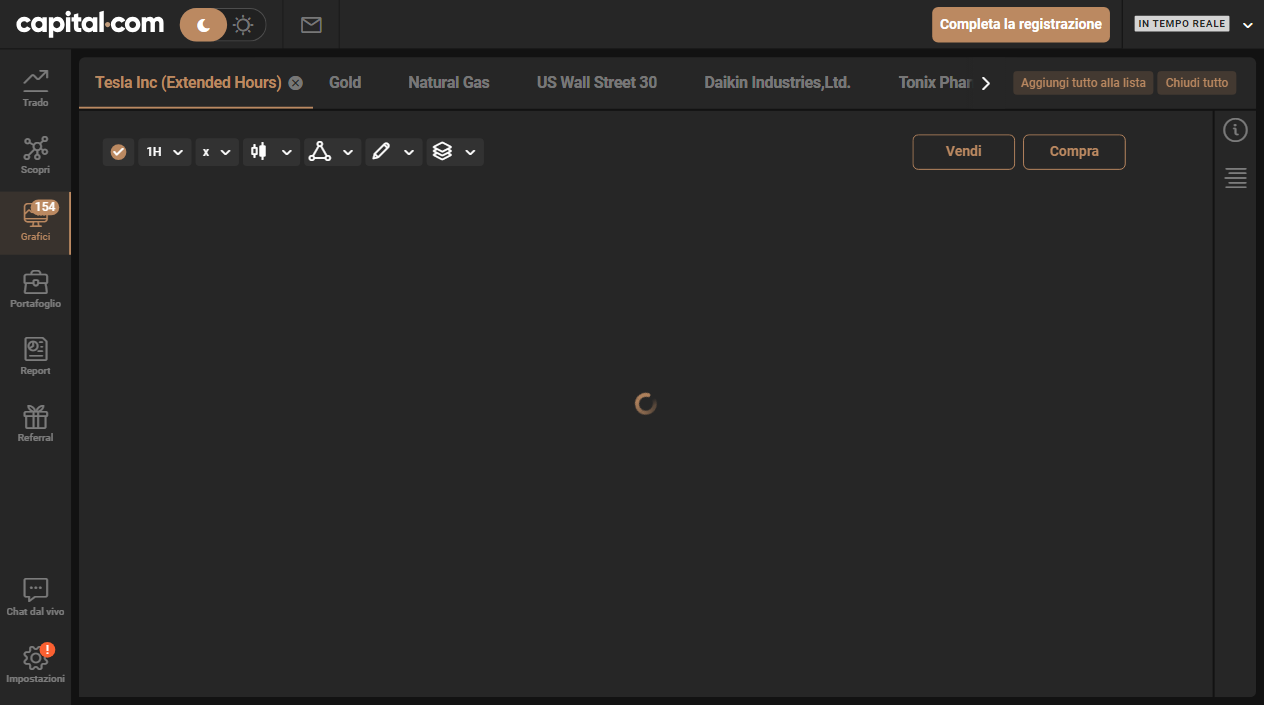 capital.com
Completa la registrazione
IN TEMPO REALE
Tesla Inc (Extended Hours)
Gold
Natural Gas
US Wall Street 30
Daikin Industries,Ltd.
Tonix Phar
Aggiungi tutto alla lista
Chiudi tutto
Trado
Scopri
154
Grafici
Portafoglio
Report
Referral
Chat dal vivo
!
Impostazioni
1H
x
Vendi
Compra